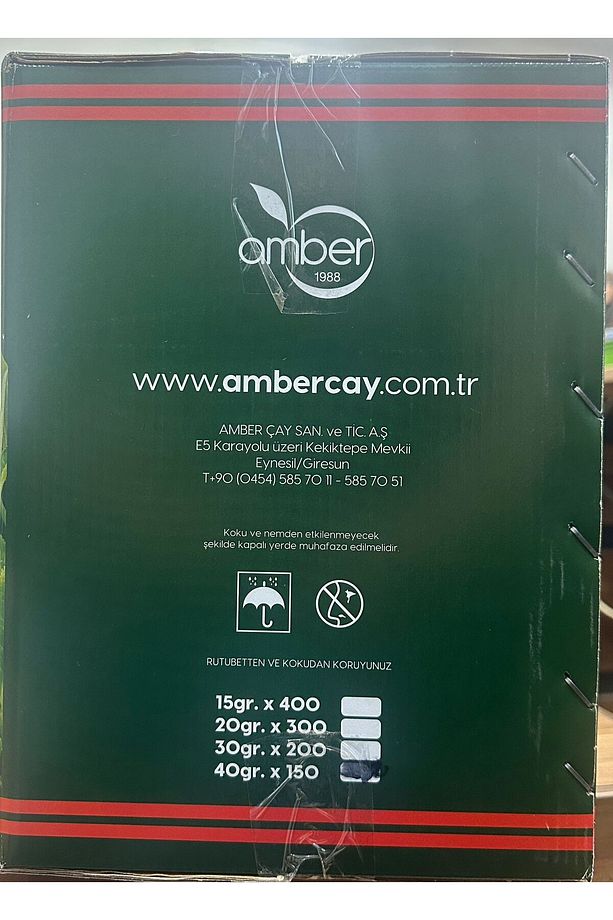 amber
1988
www.ambercay.com.tr
AMBER ÇAY SAN. ve TİC. A.Ş
E5 Karayolu üzeri Kekiktepe Mevkii
Eynesil/Giresun
T+90 (0454) 585 70 11 - 585 70 51
Koku ve nemden etkilenmeyecek
şekilde kapalı yerde muhafaza edilmelidir.
RUTUBETTEN VE KOKUDAN KORUYUNUZ
15gr. x 400
20gr. x 300
30gr. x 200
40gr. x 150